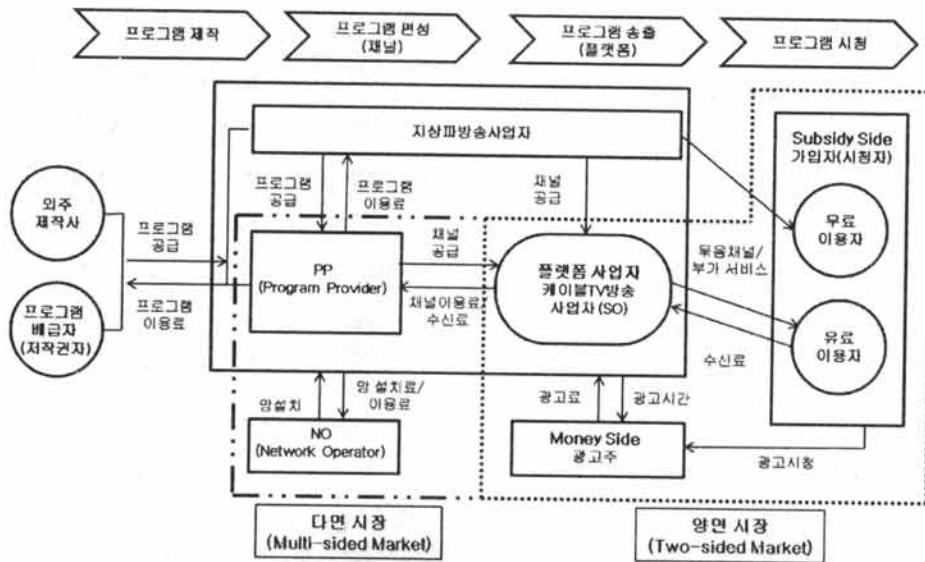 프로그램 제작
프로그램 편성
(채널)
프로그램 송출
(플랫폼)
프로그램 시청
지상파방송사업자
Subsidy Side
가입자(시청자)
외주
제작사
프로그램
배급자
(저작권자)
프로그램
공급
프로그램
이용료
프로그램
공급
프로그램
이용료
채널
공급
PP
(Program Provider)
채널
공급
채널이용료/
수신료
플랫폼 사업자
케이블TV방송
사업자(SO)
묶음채널/
부가 서비스
수신료
무료
이용자
유료
이용자
망설치
망 설치료/
이용료
광고료
광고시간
NO
(Network Operator)
Money Side
광고주
광고시청
다면 시장
(Multi-sided Market)
양면 시장
(Two-sided Market)